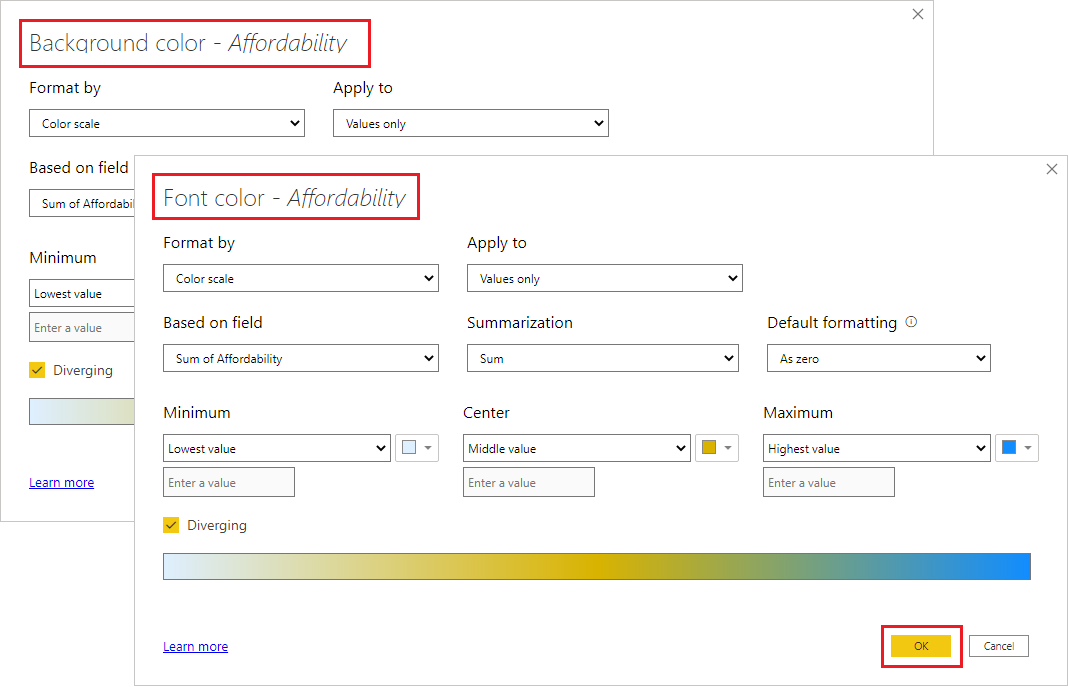 Background color - Affordability
Format by
Apply to
Color scale
Values only
Based on field
Sum of Affordabil
Minimum
Lowest value
Enter a value
Diverging
Learn more
Font color - Affordability
Format by
Apply to
Color scale
Values only
Based on field
Summarization
Default formatting
Sum of Affordability
Sum
As zero
Minimum
Center
Maximum
Lowest value
Middle value
Highest value
Enter a value
Enter a value
Enter a value
Diverging
Learn more
OK
Cancel